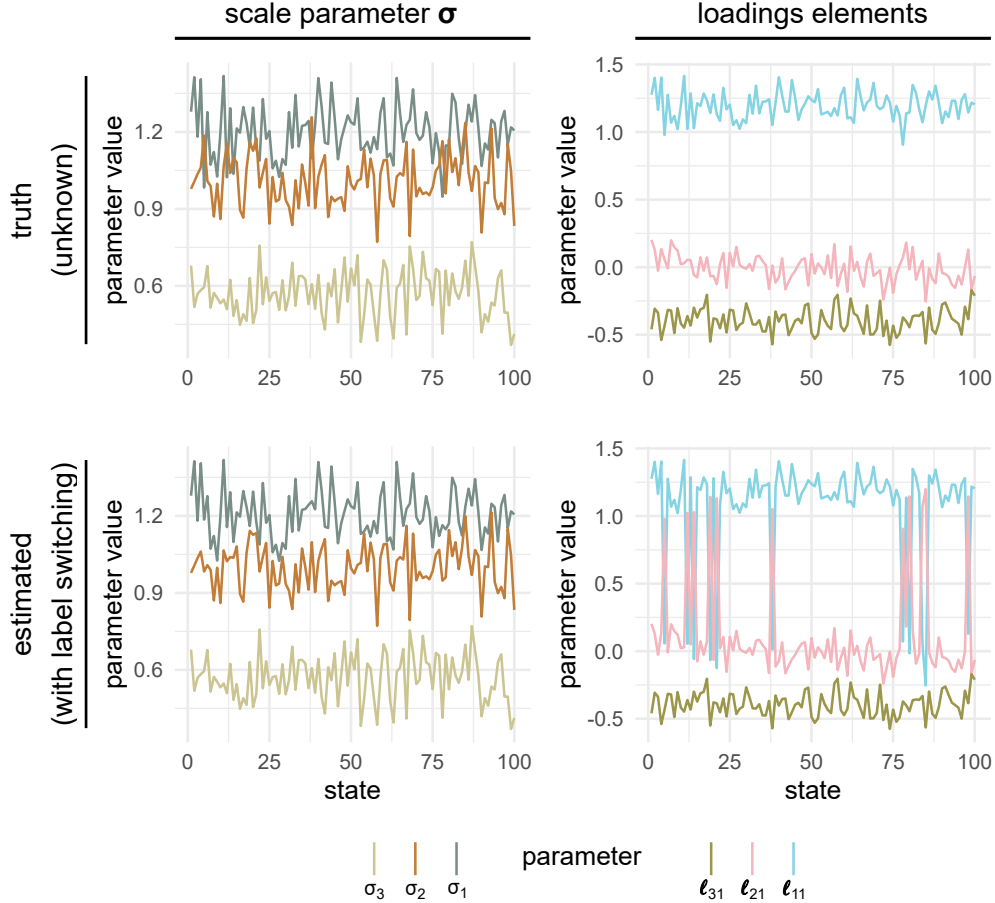 scale parameter σ
loadings elements
truth
(unknown)
parameter value
1.2
0.9
0.6
0
25
50
75
100
parameter value
1.5
1.0
0.5
0.0
-0.5
0
25
50
75
100
estimated
(with label switching)
parameter value
1.2
0.9
0.6
0
25
50
75
100
state
parameter value
1.5
1.0
0.5
0.0
-0.5
0
25
50
75
100
state
parameter
σ₃
σ₂
σ₁
ℓ₃₁
ℓ₂₁
ℓ₁₁